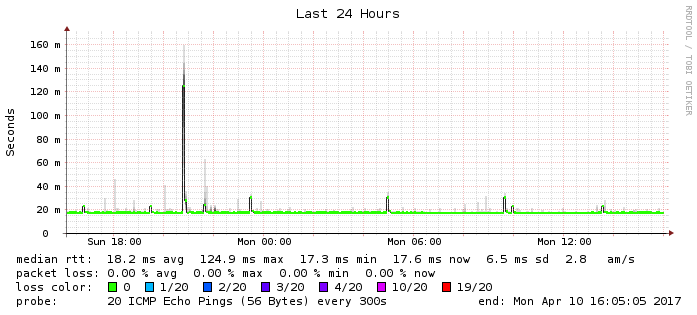 Last 24 Hours
RRDTOOL / TOBI OETIKER
Seconds
160 m
140 m
120 m
100 m
80 m
60 m
40 m
20 m
0
Sun 18:00 Mon 00:00 Mon 06:00 Mon 12:00
median rtt: 18.2 ms avg 124.9 ms max 17.3 ms min 17.6 ms now 6.5 ms sd 2.8 am/s
packet loss: 0.00 % avg 0.00 % max 0.00 % min 0.00 % now
loss color: 0 1/20 2/20 3/20 4/20 10/20 19/20
probe: 20 ICMP Echo Pings (56 Bytes) every 300s end: Mon Apr 10 16:05:05 2017